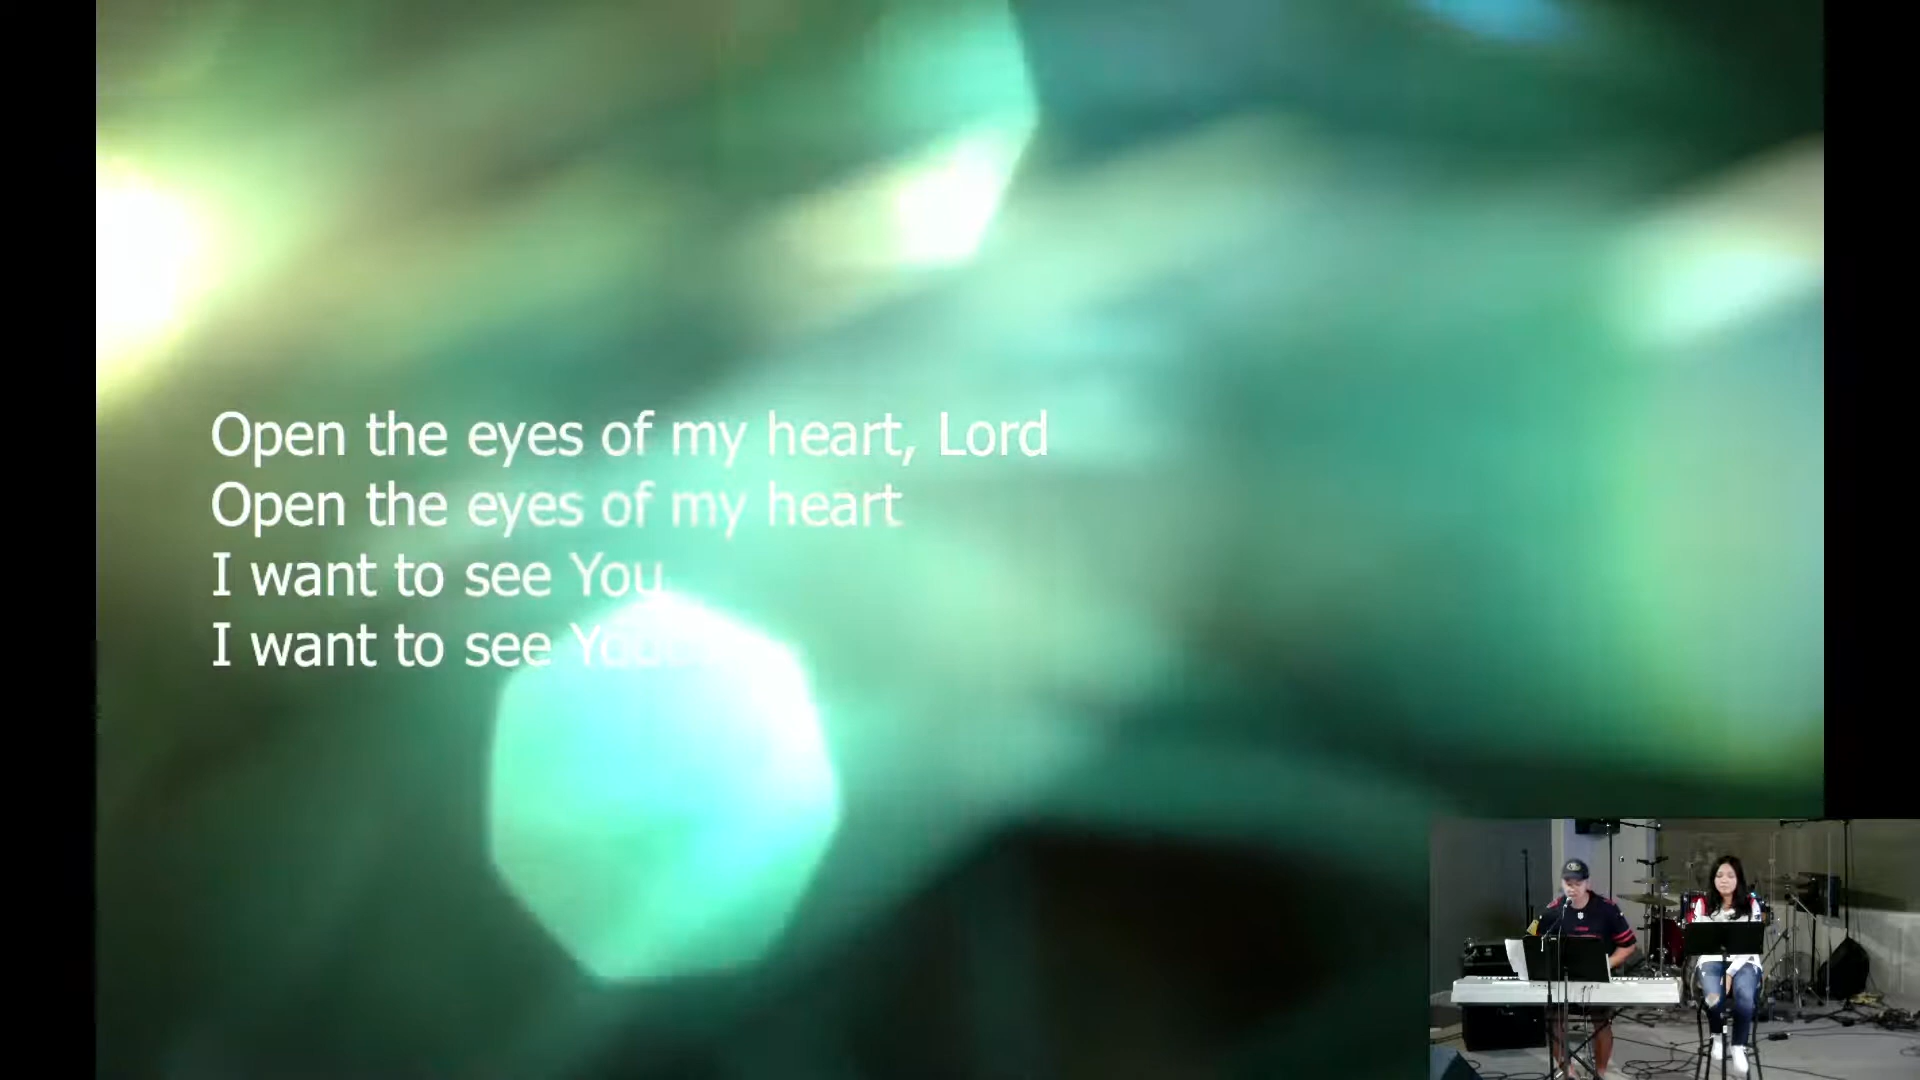 Open the eyes of my heart, Lord
Open the eyes of my heart
I want to see You
I want to see You